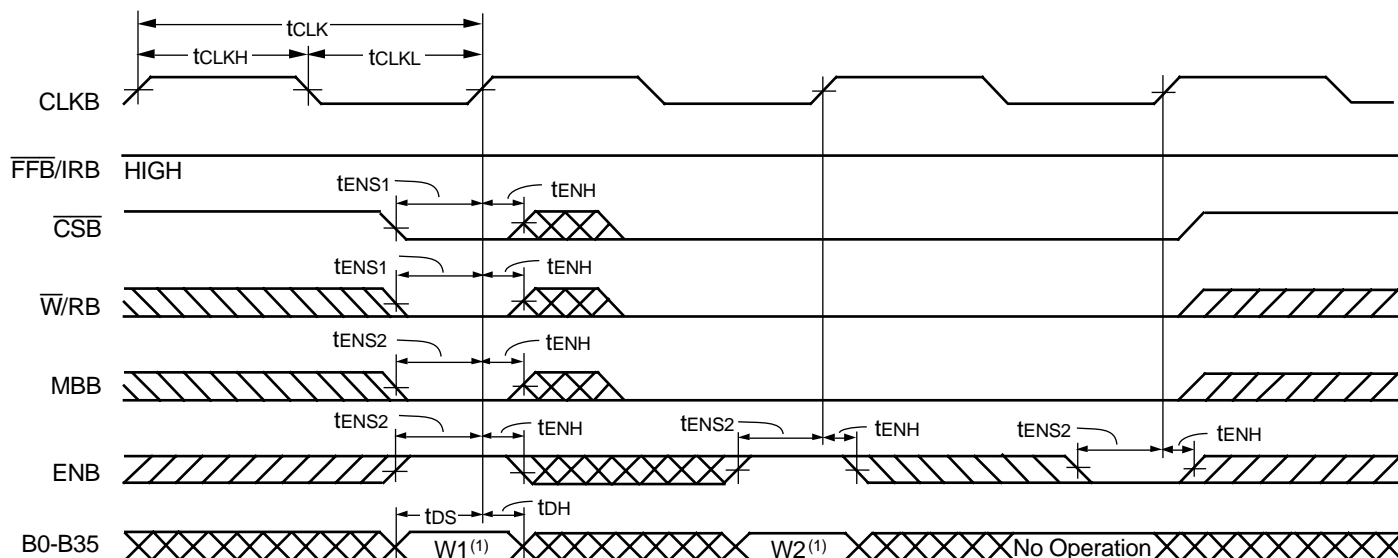 tCLK
tCLKH tCLKL
CLKB
FFB/IRB HIGH
tENS1 tENH
CSB
tENS1 tENH
W/RB
tENS2 tENH
MBB
tENS2 tENH tENS2 tENH tENS2 tENH
ENB
tDS tDH
B0-B35 W1(1) W2(1) No Operation